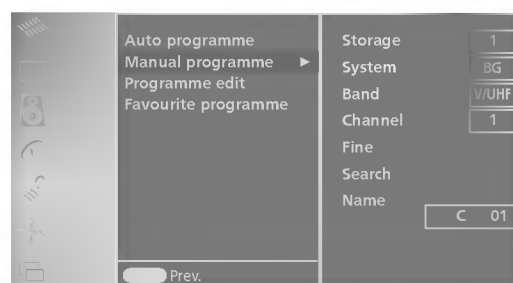 Auto programme
Manual programme ►
Programme edit
Favourite programme
Prev.
Storage 1
System BG
Band V/UHF
Channel 1
Fine
Search
Name
C 01